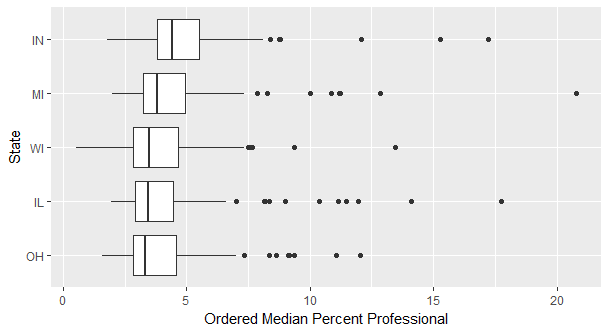 IN
MI
WI
IL
OH
State
0 5 10 15 20
Ordered Median Percent Professional